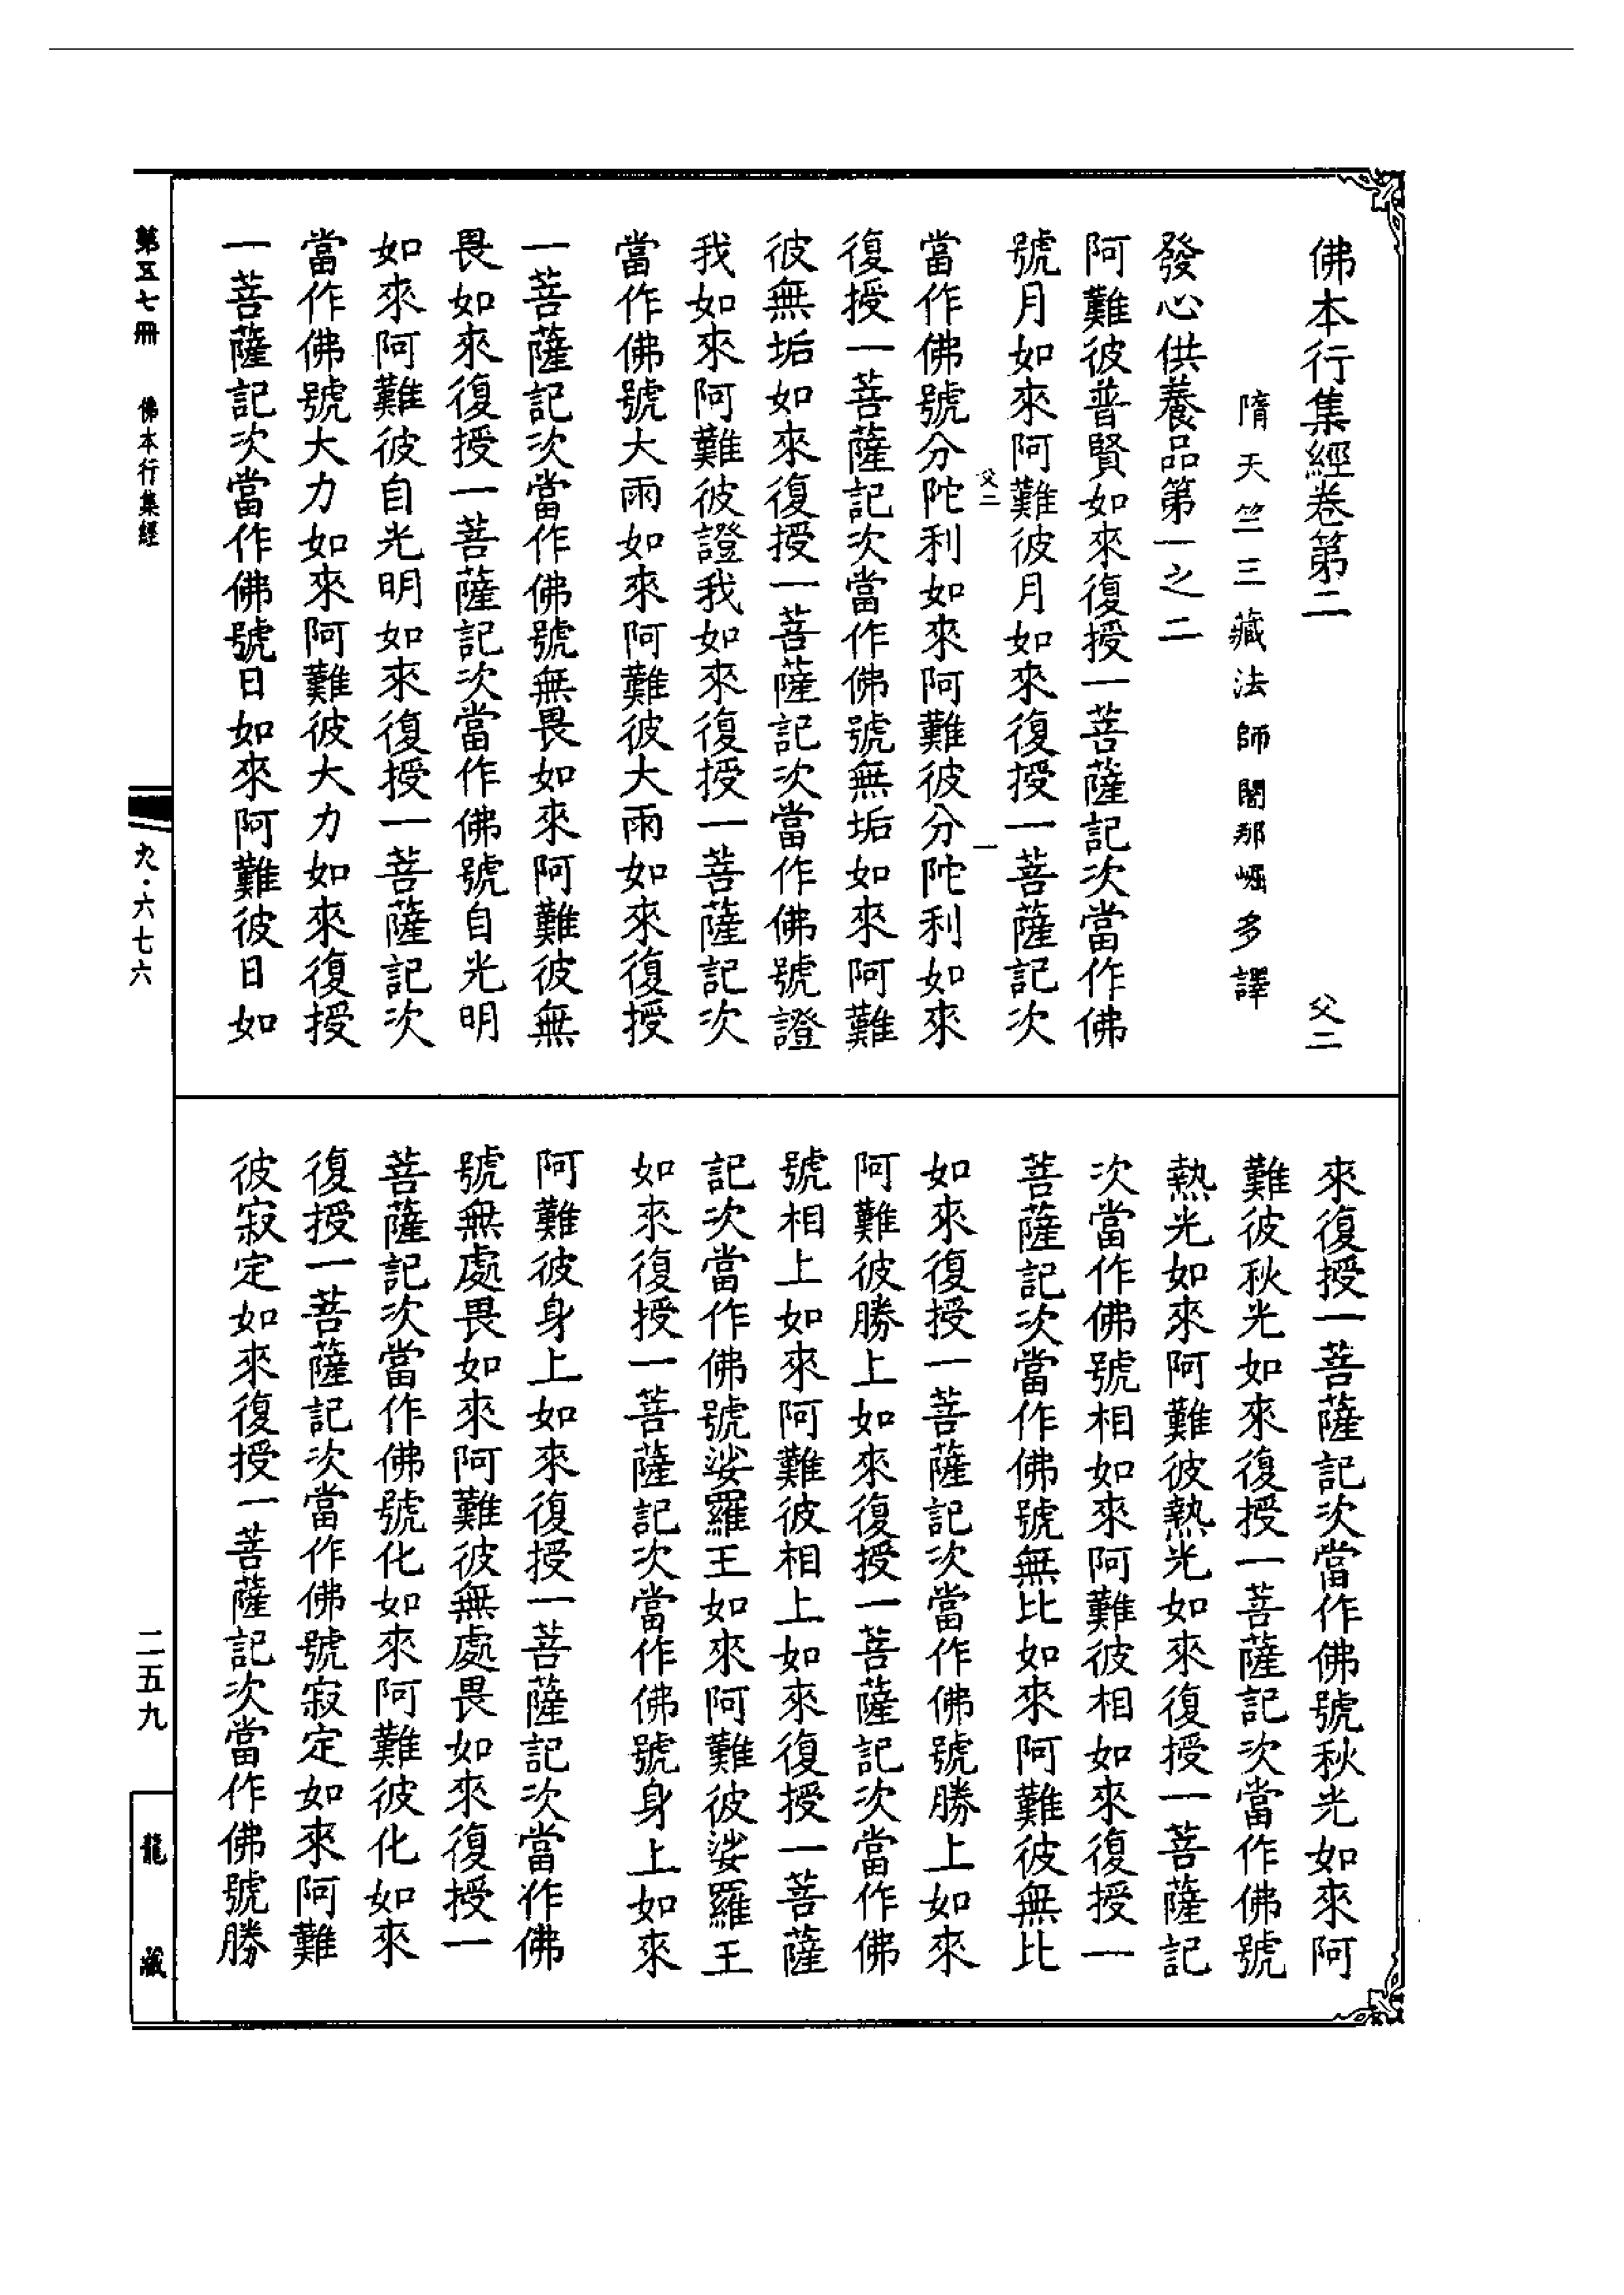 佛本行集經卷第二 父二
隋天竺三藏法師闍那崛多譯
發心供養品第一之二
阿難彼普賢如來復授一菩薩記次當作佛
號月如來阿難彼月如來復授一菩薩記次
父二 一
當作佛號分陀利如來阿難彼分陀利如來
復授一菩薩記次當作佛號無垢如來阿難
彼無垢如來復授一菩薩記次當作佛號證
我如來阿難彼證我如來復授一菩薩記次
當作佛號大雨如來阿難彼大雨如來復授
一菩薩記次當作佛號無畏如來阿難彼無
畏如來復授一菩薩記次當作佛號自光明
如來阿難彼自光明如來復授一菩薩記次
當作佛號大力如來阿難彼大力如來復授
一菩薩記次當作佛號日如來阿難彼日如
來復授一菩薩記次當作佛號秋光如來阿
難彼秋光如來復授一菩薩記次當作佛號
熱光如來阿難彼熱光如來復授一菩薩記
次當作佛號相如來阿難彼相如來復授一
菩薩記次當作佛號無比如來阿難彼無比
如來復授一菩薩記次當作佛號勝上如來
阿難彼勝上如來復授一菩薩記次當作佛
號相上如來阿難彼相上如來復授一菩薩
記次當作佛號娑羅王如來阿難彼娑羅王
如來復授一菩薩記次當作佛號身上如來
阿難彼身上如來復授一菩薩記次當作佛
號無處畏如來阿難彼無處畏如來復授一
菩薩記次當作佛號化如來阿難彼化如來
復授一菩薩記次當作佛號寂定如來阿難
彼寂定如來復授一菩薩記次當作佛號勝
第五七冊 佛本行集經
九·六七六
二五九
龍藏